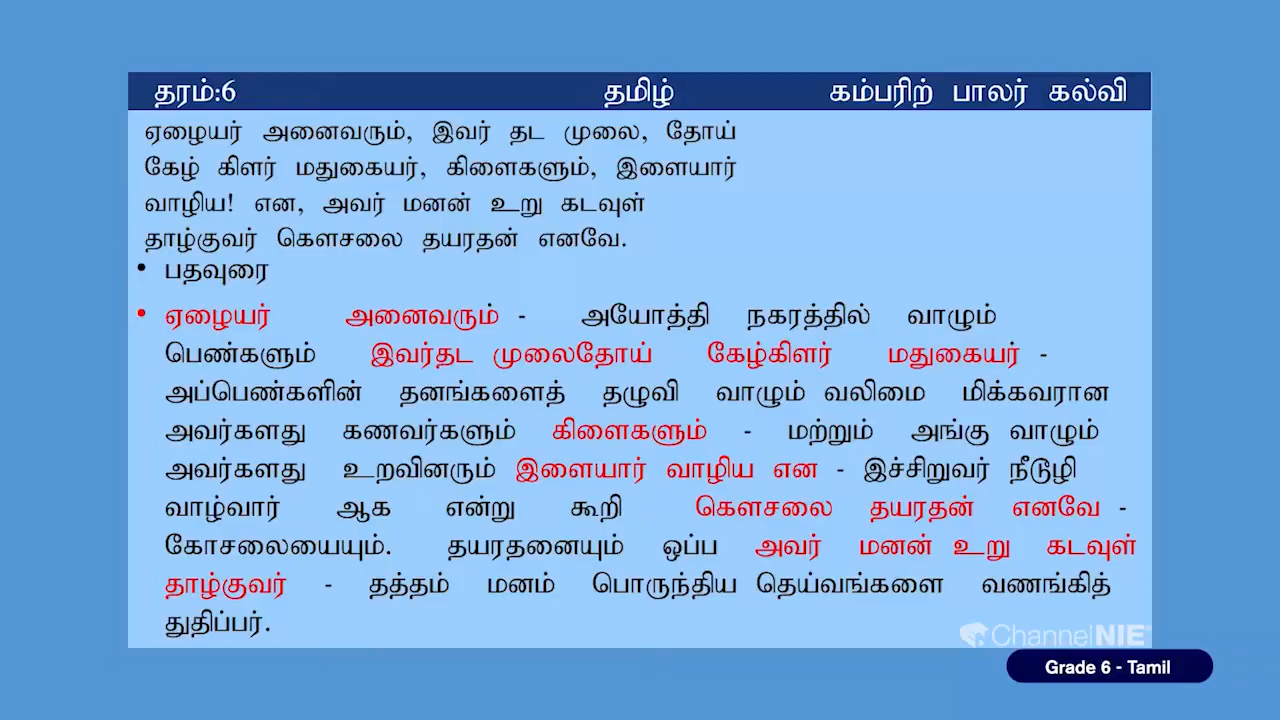 தரம்:6 தமிழ் கம்பரிற் பாலர் கல்வி
ஏழையர் அனைவரும், இவர் தட முலை, தோய்
கேழ் கிளர் மதுகையர், கிளைகளும், இளையார்
வாழிய! என, அவர் மனன் உறு கடவுள்
தாழ்குவர் கௌசலை தயரதன் எனவே.
• பதவுரை
• ஏழையர் அனைவரும் - அயோத்தி நகரத்தில் வாழும்
பெண்களும் இவர்தட முலைதோய் கேழ்கிளர் மதுகையர் -
அப்பெண்களின் தனங்களைத் தழுவி வாழும் வலிமை மிக்கவரான
அவர்களது கணவர்களும் கிளைகளும் - மற்றும் அங்கு வாழும்
அவர்களது உறவினரும் இளையார் வாழிய என - இச்சிறுவர் நீடூழி
வாழ்வார் ஆக என்று கூறி கௌசலை தயரதன் எனவே -
கோசலையையும். தயரதனையும் ஒப்ப அவர் மனன் உறு கடவுள்
தாழ்குவர் - தத்தம் மனம் பொருந்திய தெய்வங்களை வணங்கித்
துதிப்பர்.
ChannelNIE
Grade 6 - Tamil